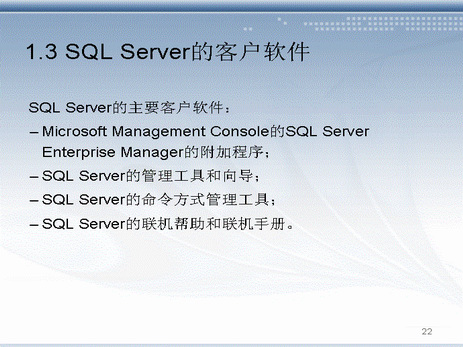 1.3 SQL Server的客户软件
SQL Server的主要客户软件：
– Microsoft Management Console的SQL Server
Enterprise Manager的附加程序；
– SQL Server的管理工具和向导；
– SQL Server的命令方式管理工具；
– SQL Server的联机帮助和联机手册。
22